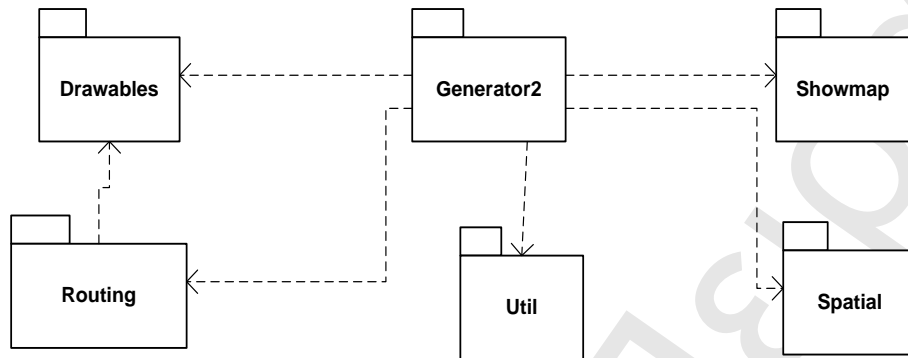 Drawables
Generator2
Showmap
Routing
Util
Spatial